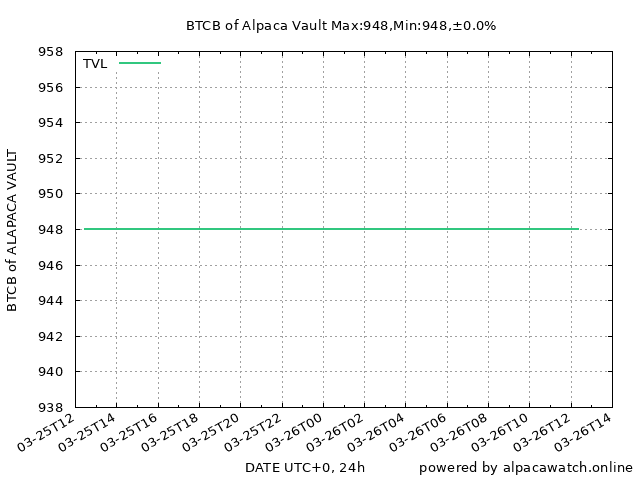 BTCB of Alpaca Vault Max:948,Min:948,±0.0%
TVL
958
956
954
952
950
948
946
944
942
940
938
BTCB of ALAPACA VAULT
03-25T12
03-25T14
03-25T16
03-25T18
03-25T20
03-25T22
03-26T00
03-26T02
03-26T04
03-26T06
03-26T08
03-26T10
03-26T12
03-26T14
DATE UTC+0, 24h
powered by alpacawatch.online